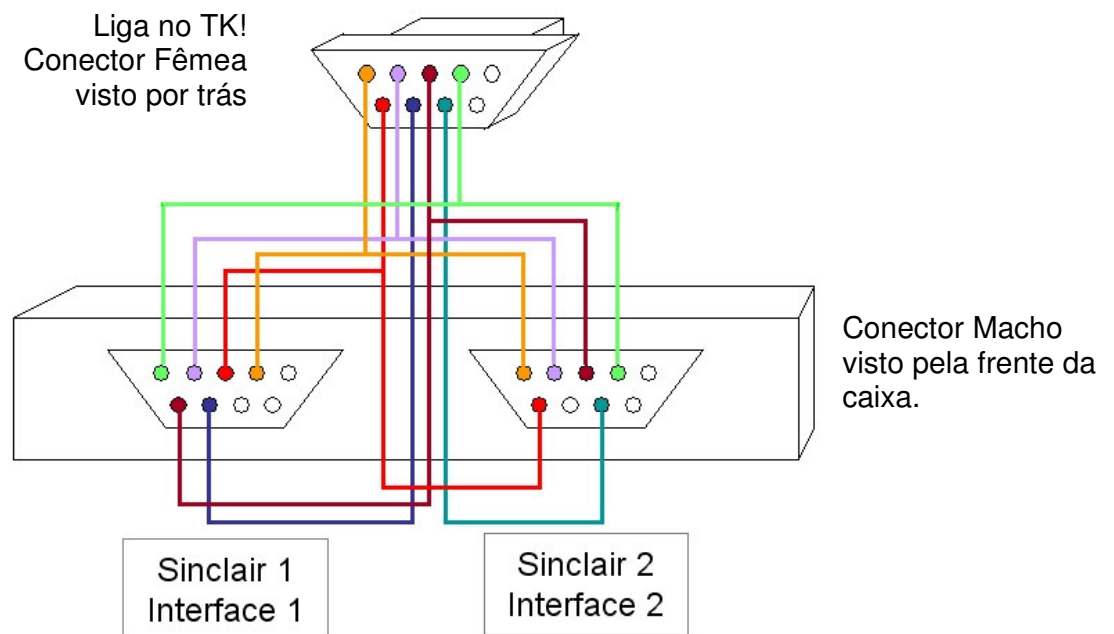 Liga no TK!
Conector Fêmea
visto por trás
Conector Macho
visto pela frente da
caixa.
Sinclair 1
Interface 1
Sinclair 2
Interface 2